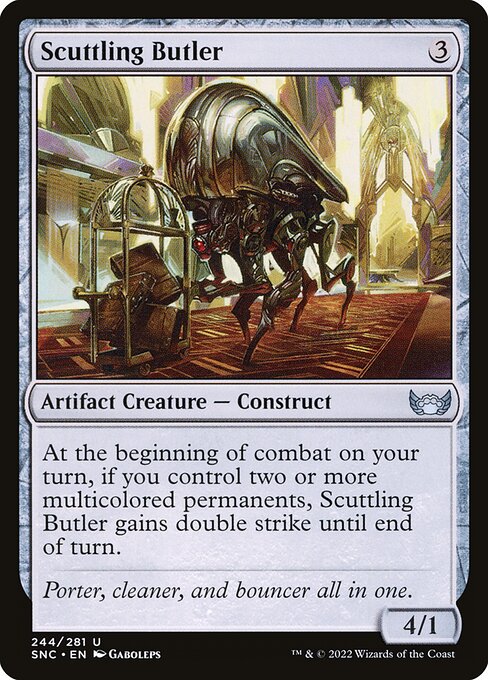 Scuttling Butler 3
Artifact Creature — Construct
At the beginning of combat on your
turn, if you control two or more
multicolored permanents, Scuttling
Butler gains double strike until end
of turn.
Porter, cleaner, and bouncer all in one.
4/1
244/281 U
SNC • EN Gaboleps
™ & © 2022 Wizards of the Coast